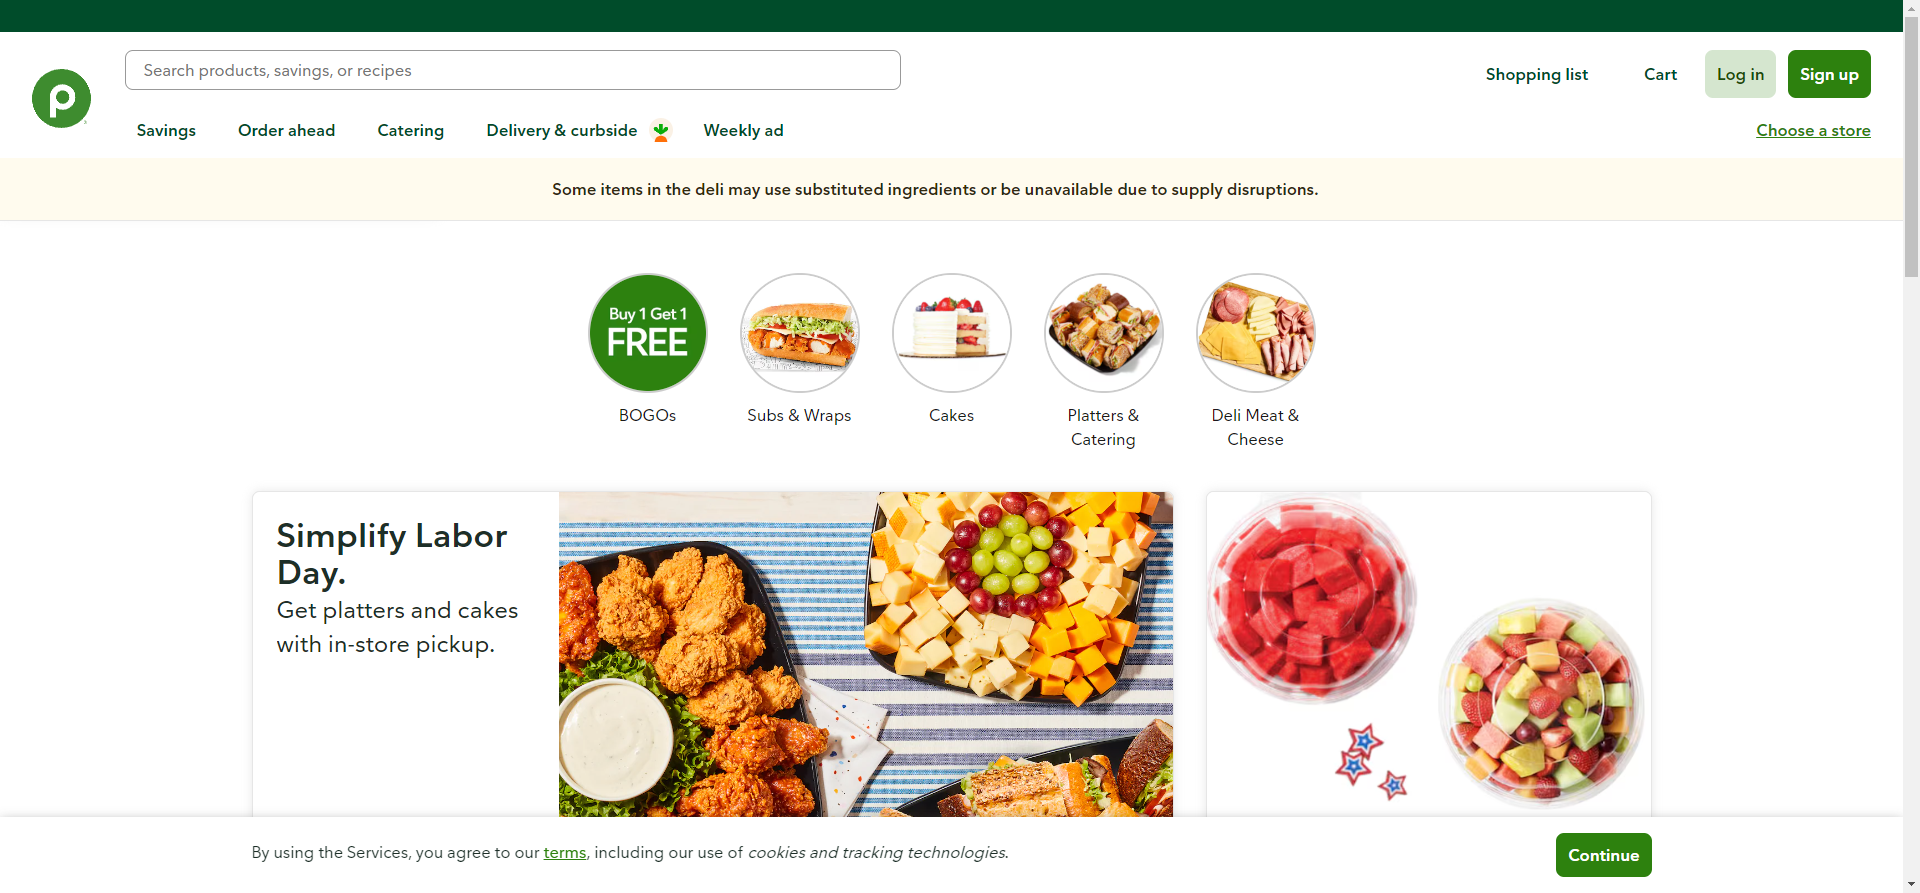 Search products, savings, or recipes
Shopping list
Cart
Log in
Sign up
Savings
Order ahead
Catering
Delivery & curbside
Weekly ad
Choose a store
Some items in the deli may use substituted ingredients or be unavailable due to supply disruptions.
Buy 1 Get 1
FREE
BOGOs
Subs & Wraps
Cakes
Platters &
Catering
Deli Meat &
Cheese
Simplify Labor
Day.
Get platters and cakes
with in-store pickup.
By using the Services, you agree to our terms, including our use of cookies and tracking technologies.
Continue